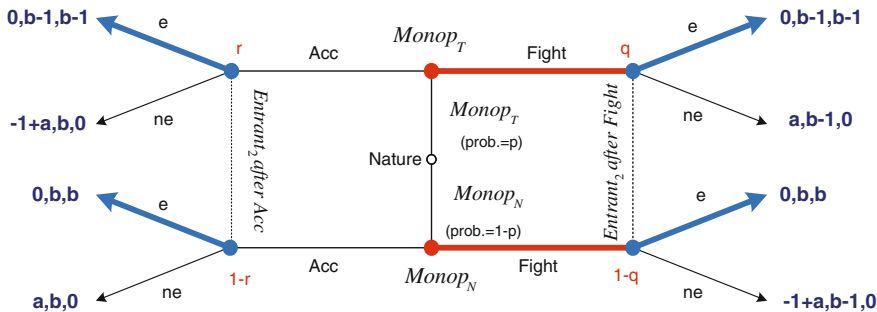 0,b-1,b-1
e
r
Acc
Monop_T
Fight
q
e
0,b-1,b-1
-1+a,b,0
ne
Entrant_2 after Acc
Monop_T
(prob.=p)
Nature
Entrant_2 after Fight
ne
a,b-1,0
0,b,b
e
Monop_N
(prob.=1-p)
e
0,b,b
a,b,0
ne
1-r
Acc
Monop_N
Fight
1-q
ne
-1+a,b-1,0